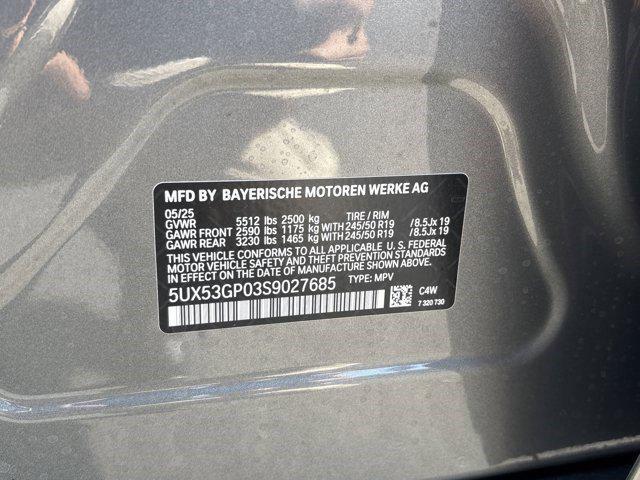 MFD BY BAYERISCHE MOTOREN WERKE AG
05/25
GVWR 5512 lbs 2500 kg TIRE / RIM
GAWR FRONT 2590 lbs 1175 kg WITH 245/50 R19 /8.5Jx 19
GAWR REAR 3230 lbs 1465 kg WITH 245/50 R19 /8.5Jx 19
THIS VEHICLE CONFORMS TO ALL APPLICABLE U. S. FEDERAL
MOTOR VEHICLE SAFETY AND THEFT PREVENTION STANDARDS
IN EFFECT ON THE DATE OF MANUFACTURE SHOWN ABOVE.
5UX53GP03S9027685 TYPE: MPV
C4W
7 320 730